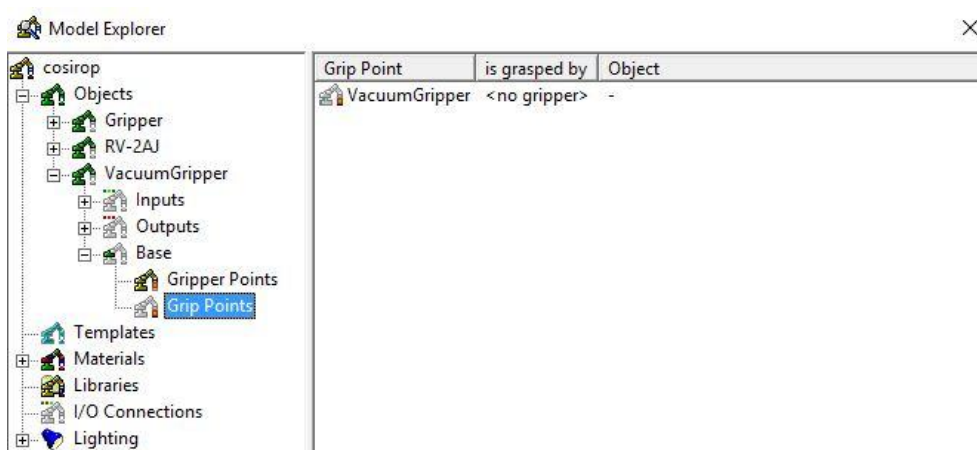 Model Explorer
cosirop
Objects
Gripper
RV-2AJ
VacuumGripper
Inputs
Outputs
Base
Gripper Points
Grip Points
Templates
Materials
Libraries
I/O Connections
Lighting
Grip Point is grasped by Object
VacuumGripper <no gripper> -